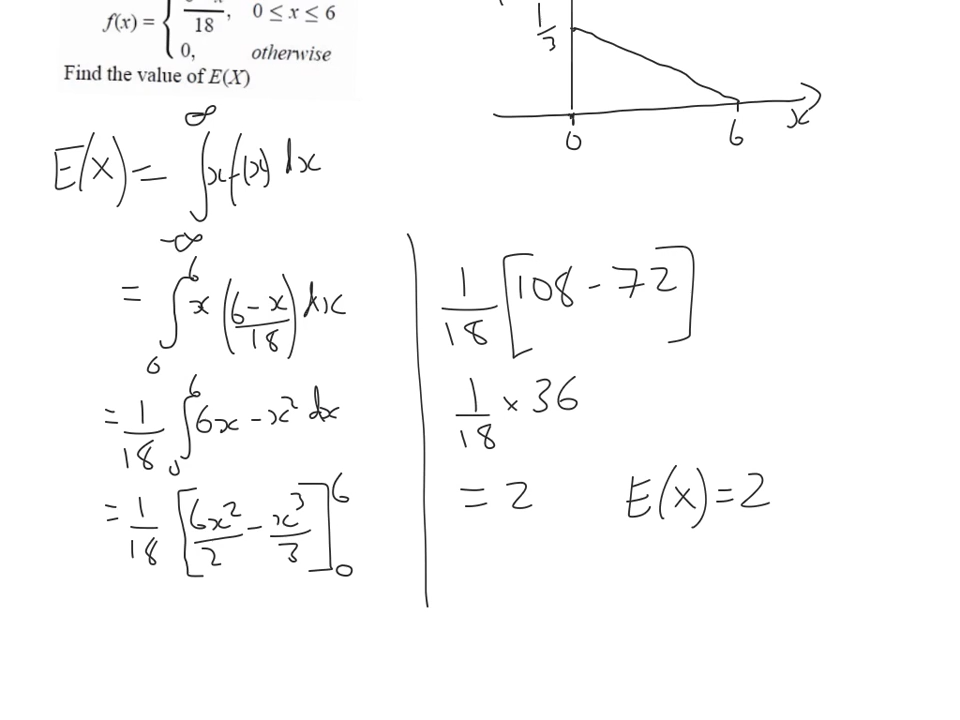 f(x) = { /18, 0 ≤ x ≤ 6
0, otherwise
Find the value of E(X)
1/3
0 6 x
E(x) = ∫_{-∞}^{∞} x f(x) dx
= ∫_0^6 x ((6-x)/18) dx
= 1/18 ∫_0^6 6x - x² dx
= 1/18 [6x²/2 - x³/3]_0^6
1/18 [108 - 72]
1/18 × 36
= 2 E(x) = 2